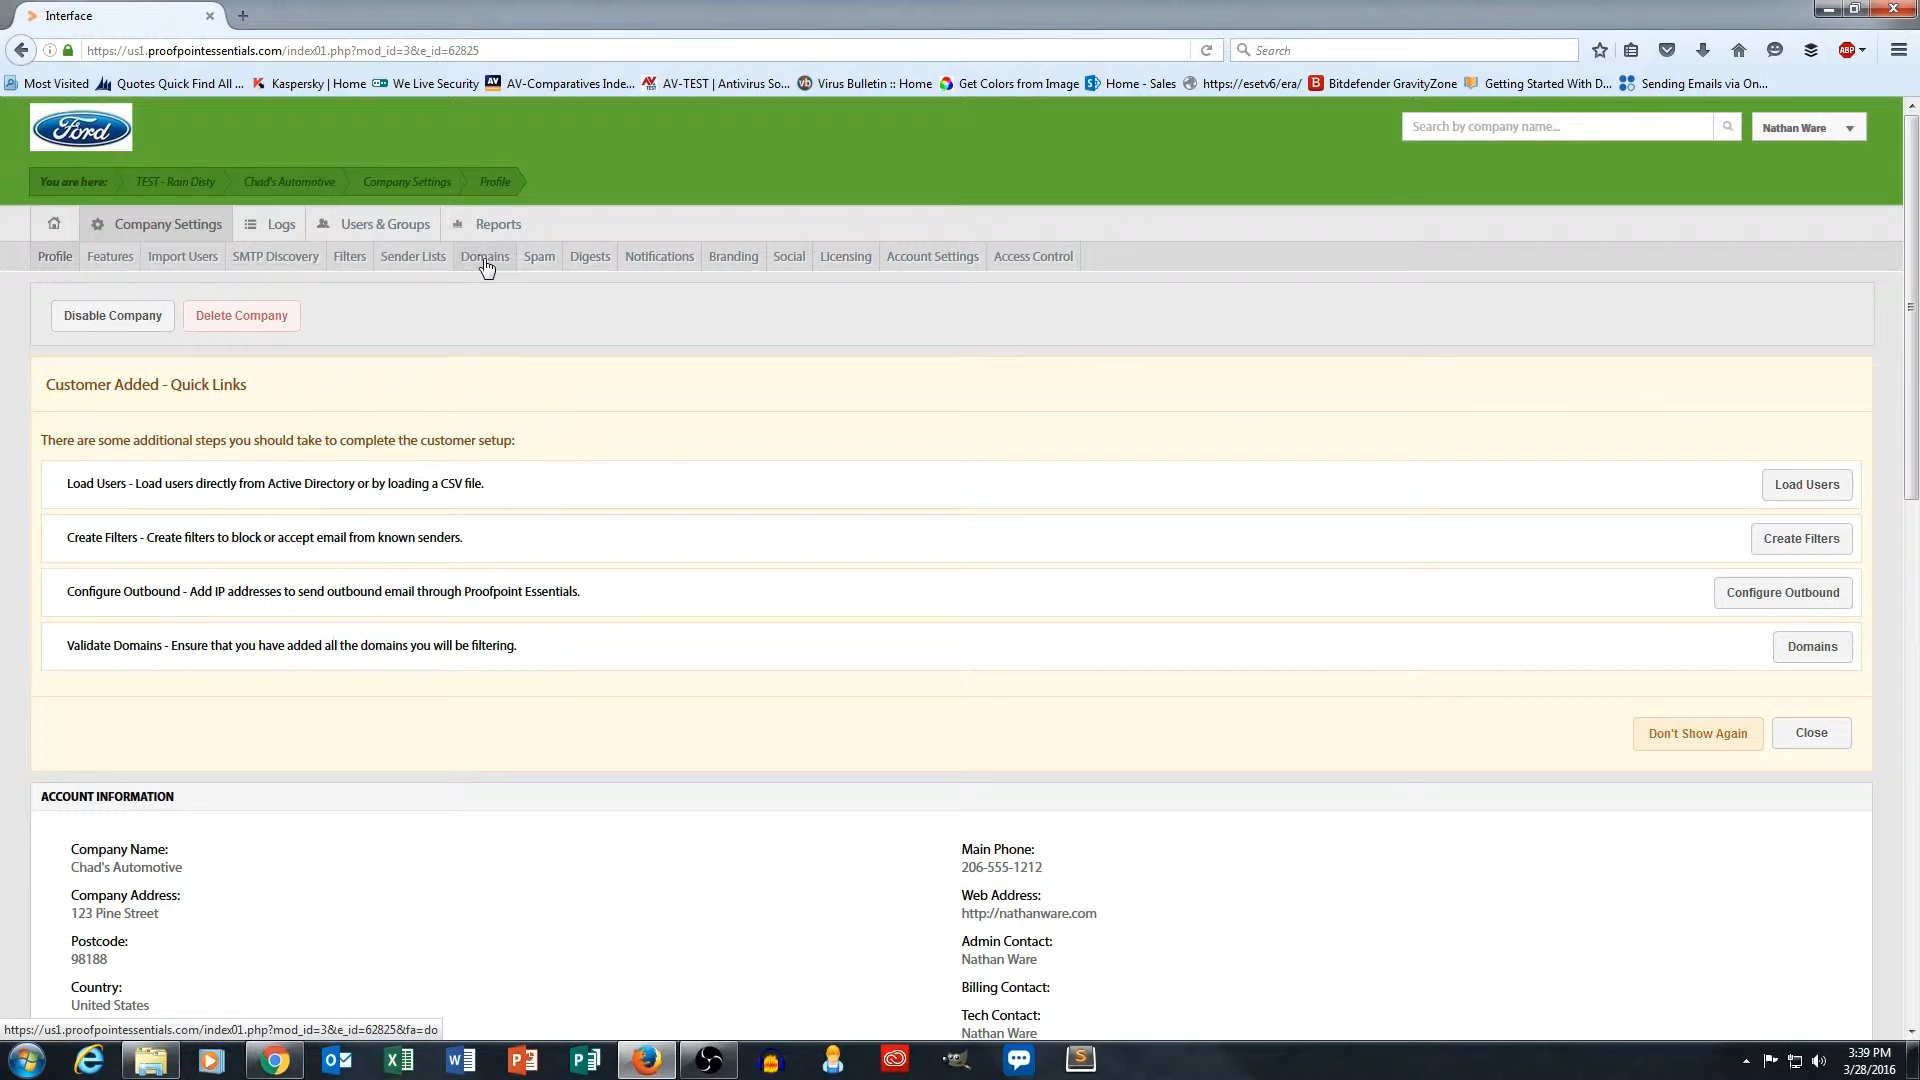 Interface
https://us1.proofpointessentials.com/index01.php?mod_id=3&e_id=62825
Search
Most Visited Quotes Quick Find All ... Kaspersky | Home We Live Security AV-Comparatives Inde... AV-TEST | Antivirus So... Virus Bulletin :: Home Get Colors from Image Home - Sales https://esetv6/era/ Bitdefender GravityZone Getting Started With D... Sending Emails via On...
Ford
Search by company name...
Nathan Ware
You are here: TEST - Rain Disty Chad's Automotive Company Settings Profile
Company Settings Logs Users & Groups Reports
Profile Features Import Users SMTP Discovery Filters Sender Lists Domains Spam Digests Notifications Branding Social Licensing Account Settings Access Control
Disable Company Delete Company
Customer Added - Quick Links
There are some additional steps you should take to complete the customer setup:
Load Users - Load users directly from Active Directory or by loading a CSV file. Load Users
Create Filters - Create filters to block or accept email from known senders. Create Filters
Configure Outbound - Add IP addresses to send outbound email through Proofpoint Essentials. Configure Outbound
Validate Domains - Ensure that you have added all the domains you will be filtering. Domains
Don't Show Again Close
ACCOUNT INFORMATION
Company Name: Main Phone:
Chad's Automotive 206-555-1212
Company Address: Web Address:
123 Pine Street http://nathanware.com
Postcode: Admin Contact:
98188 Nathan Ware
Country: Billing Contact:
United States
Tech Contact:
Nathan Ware
https://us1.proofpointessentials.com/index01.php?mod_id=3&e_id=62825&fa=do
3:39 PM
3/28/2016